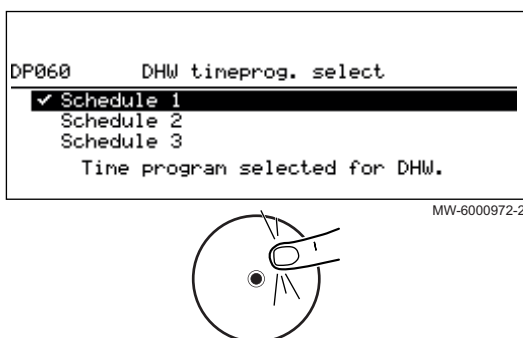 DP060 DHW timeprog. select
✔ Schedule 1
Schedule 2
Schedule 3
Time program selected for DHW.
MW-6000972-2